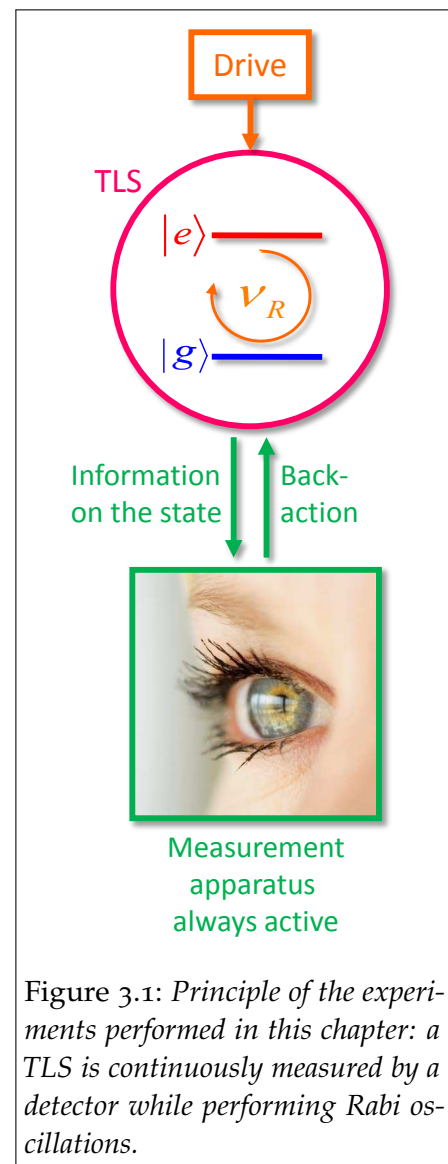 Drive
TLS
|e⟩
ν_R
|g⟩
Information
on the state
Back-
action
Measurement
apparatus
always active
Figure 3.1: Principle of the experi-
ments performed in this chapter: a
TLS is continuously measured by a
detector while performing Rabi os-
cillations.